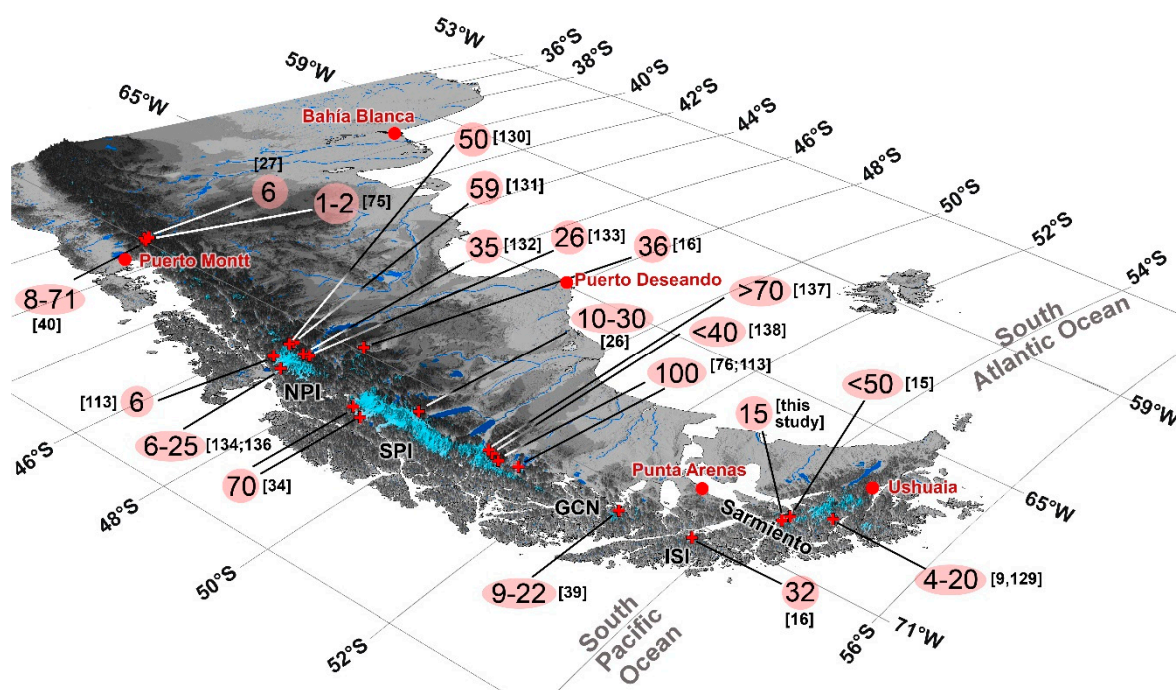 53°W
36°S
38°S
59°W
40°S
65°W
42°S
44°S
Bahía Blanca
50 [130]
46°S
[27]
6
1-2 [75]
59 [131]
48°S
50°S
35 [132]
26 [133]
36 [16]
52°S
Puerto Montt
Puerto Deseando
>70 [137]
54°S
8-71
[40]
10-30
[26]
<40 [138]
South
Atlantic Ocean
100 [76;113]
<50 [15]
[113] 6
NPI
15 [this
study]
59°W
46°S
6-25 [134;136
SPI
Punta Arenas
Ushuaia
65°W
70 [34]
48°S
GCN
Sarmiento
ISI
50°S
9-22 [39]
32
[16]
4-20 [9,129]
71°W
56°S
South
Pacific
Ocean
52°S